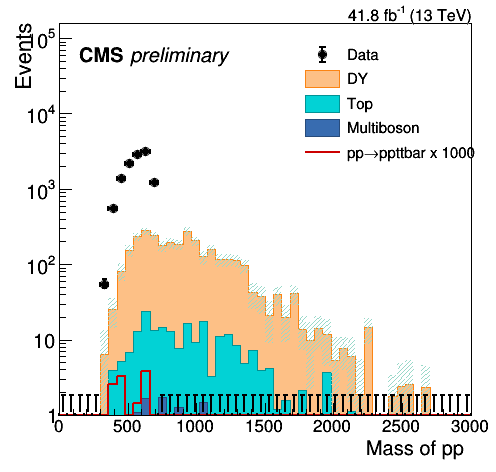 41.8 fb⁻¹ (13 TeV)
Events
CMS preliminary
Data
DY
Top
Multiboson
pp→ppttbar x 1000
10⁵
10⁴
10³
10²
10
1
0 500 1000 1500 2000 2500 3000
Mass of pp